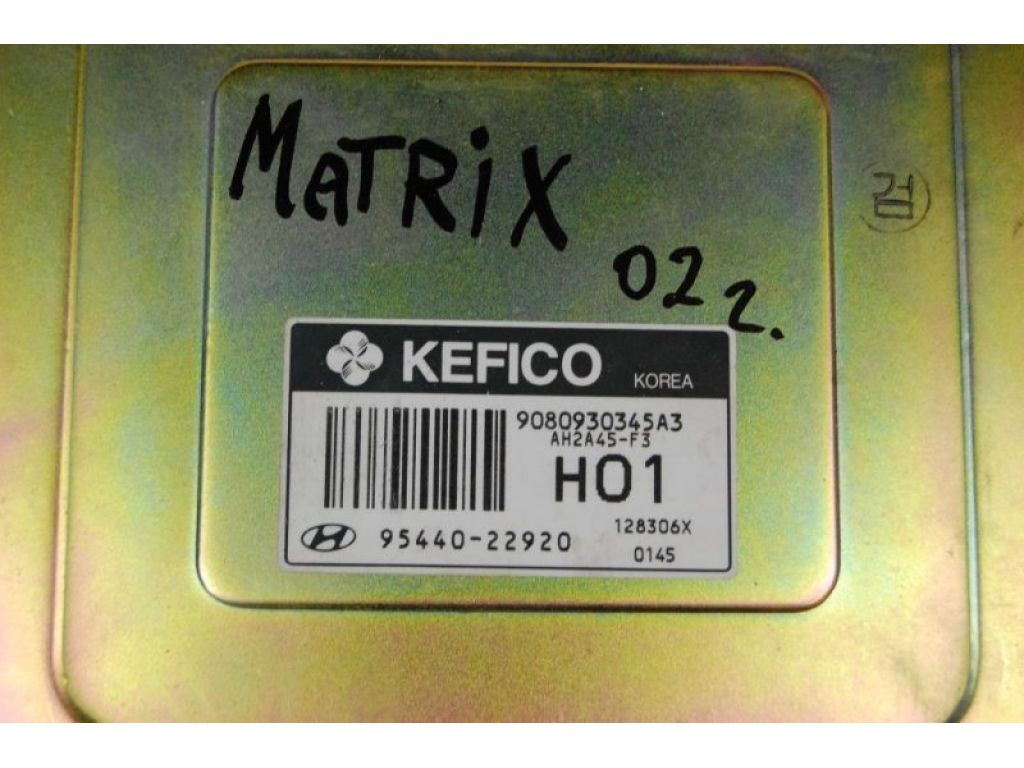 MATRiX
02 г.
검
KEFICO
KOREA
9080930345A3
AH2A45-F3
H01
128306X
95440-22920
0145